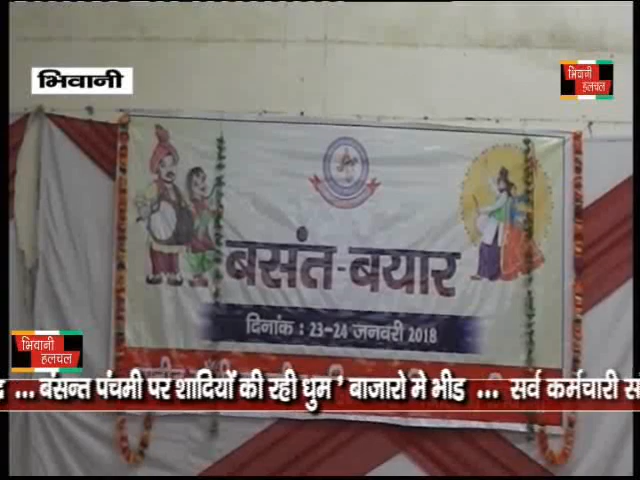 भिवानी
भिवानी
हलचल
बसंत-बयार
दिनांक : 23-24 जनवरी 2018
भिवानी
हलचल
... बसन्त पंचमी पर शादियों की रही धुम ' बाजारो मे भीड ... सर्व कर्मचारी